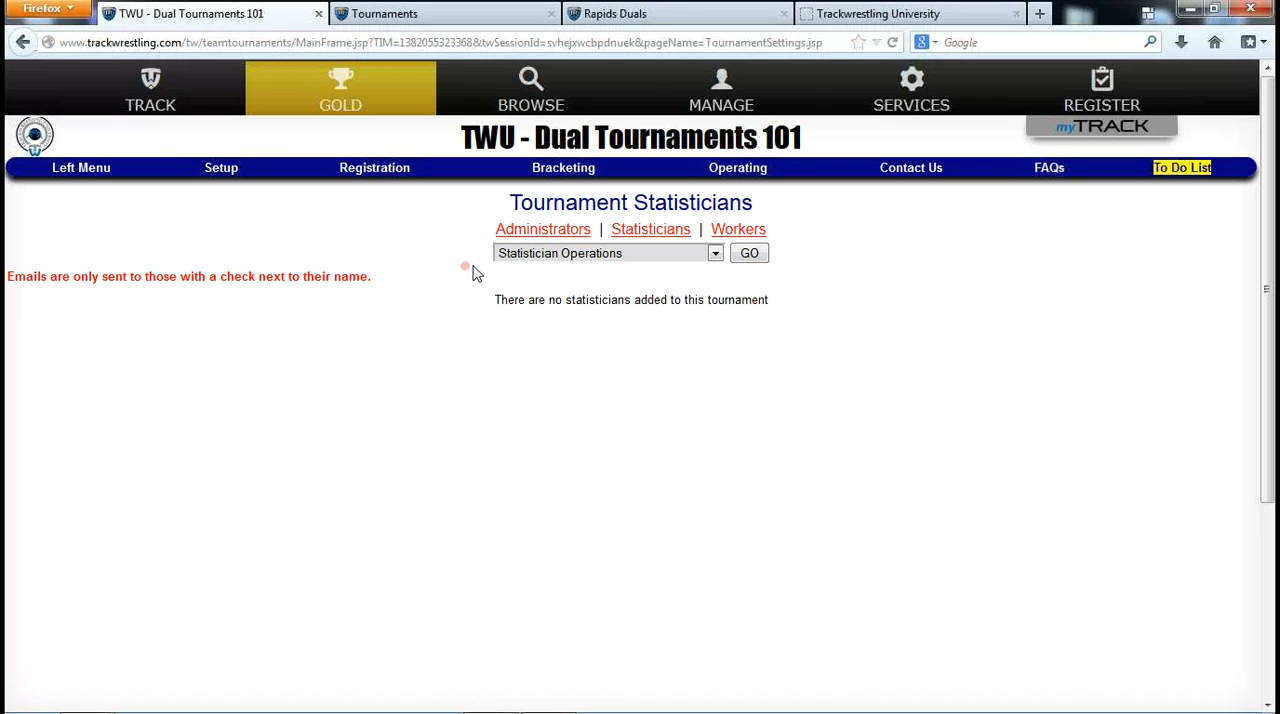 Firefox
TWU - Dual Tournaments 101
Tournaments
Rapids Duals
Trackwrestling University
www.trackwrestling.com/tw/teamtournaments/MainFrame.jsp?TIM=1382055323368&twSessionId=svhejxwcbpdnuek&pageName=TournamentSettings.jsp
Google
TRACK
GOLD
BROWSE
MANAGE
SERVICES
REGISTER
myTRACK
TWU - Dual Tournaments 101
Left Menu
Setup
Registration
Bracketing
Operating
Contact Us
FAQs
To Do List
Tournament Statisticians
Administrators | Statisticians | Workers
Statistician Operations
GO
Emails are only sent to those with a check next to their name.
There are no statisticians added to this tournament